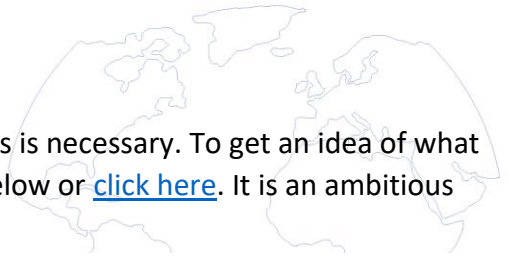 s is necessary. To get an idea of what
elow or click here. It is an ambitious